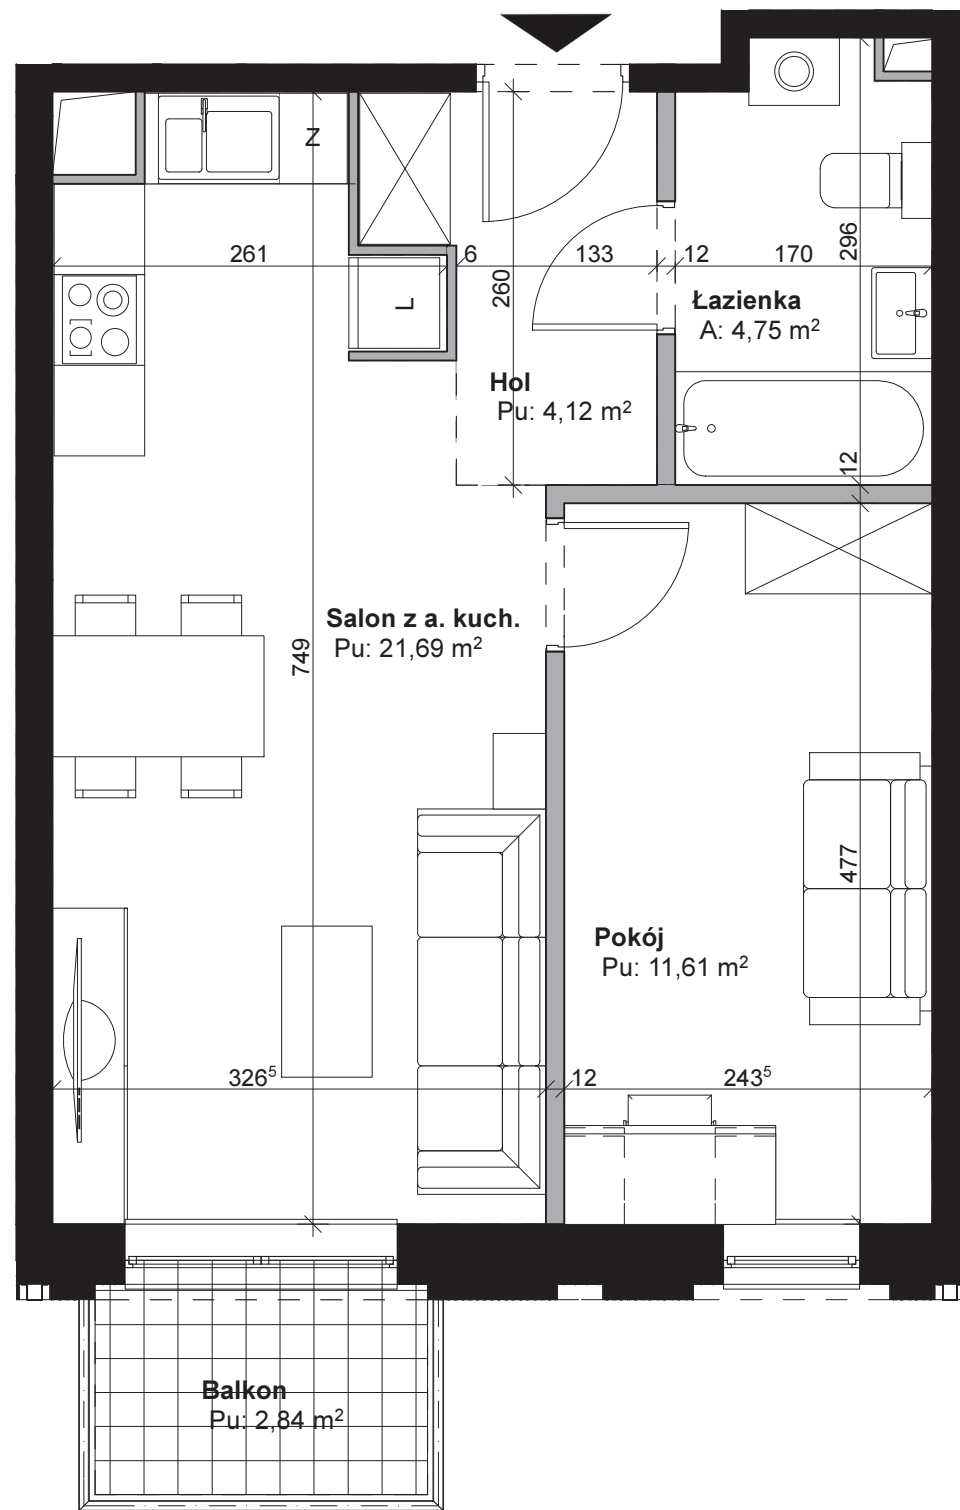 Z
261
6
133
12
170
296
260
L
Łazienka
A: 4,75 m²
Hol
Pu: 4,12 m²
12
Salon z a. kuch.
Pu: 21,69 m²
749
477
Pokój
Pu: 11,61 m²
326⁵
12
243⁵
Balkon
Pu: 2,84 m²